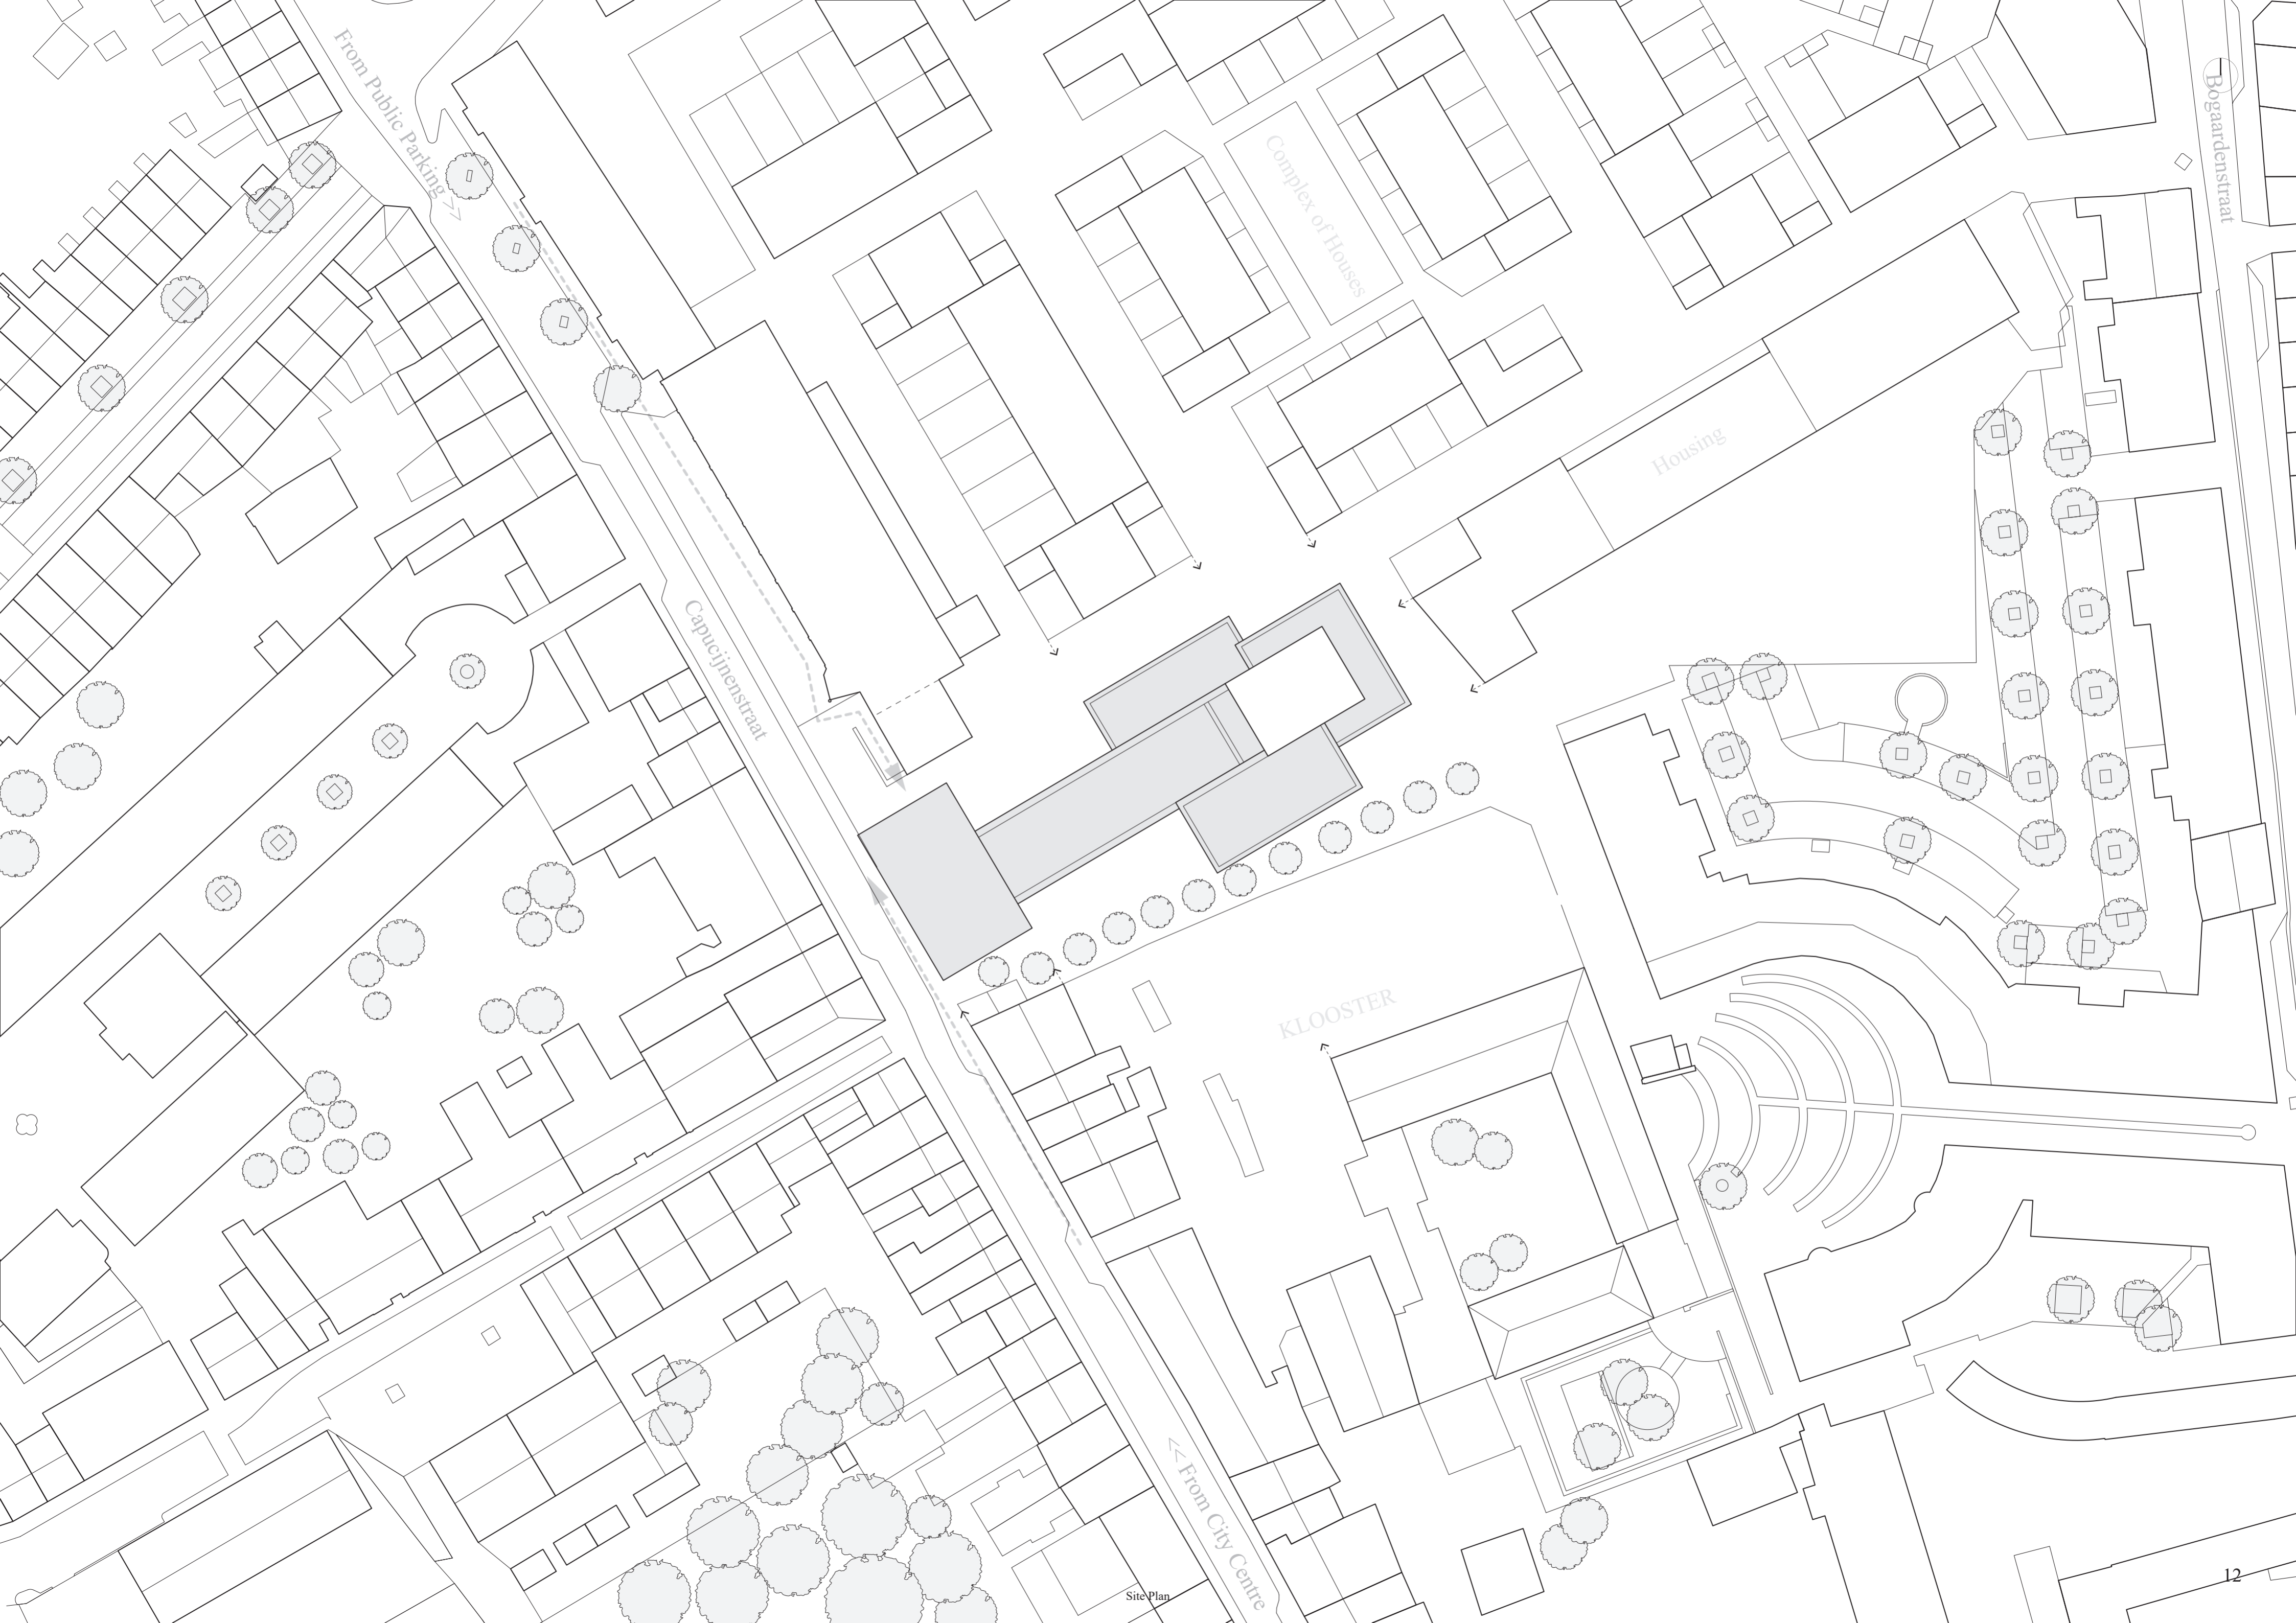 From Public Parking >>
Bogaardenstraat
Complex of Houses
Housing
Capucijnenstraat
KLOOSTER
<< From City Centre
Site Plan
12